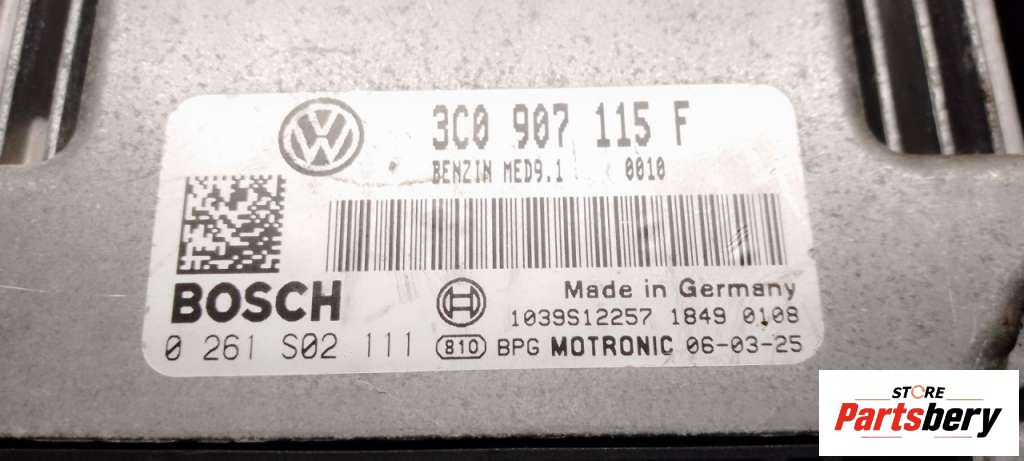 3C0 907 115 F
BENZIN MED9.1 0010
BOSCH
Made in Germany
1039S12257 1849 0108
0 261 S02 111 810 BPG MOTRONIC 06-03-25
STORE
Partsbery